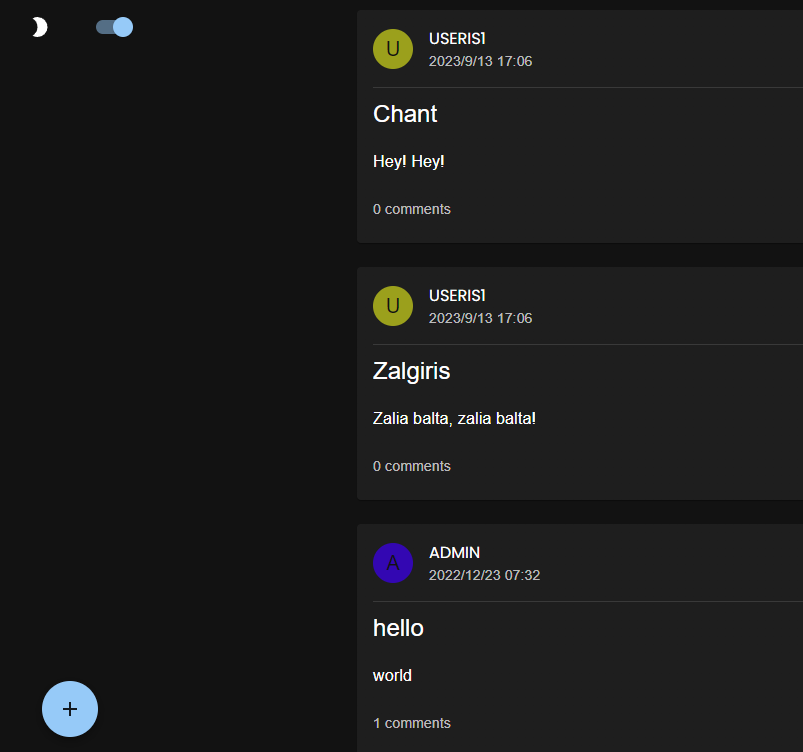 U
USERIS1
2023/9/13 17:06
Chant
Hey! Hey!
0 comments
U
USERIS1
2023/9/13 17:06
Zalgiris
Zalia balta, zalia balta!
0 comments
A
ADMIN
2022/12/23 07:32
hello
world
1 comments
+